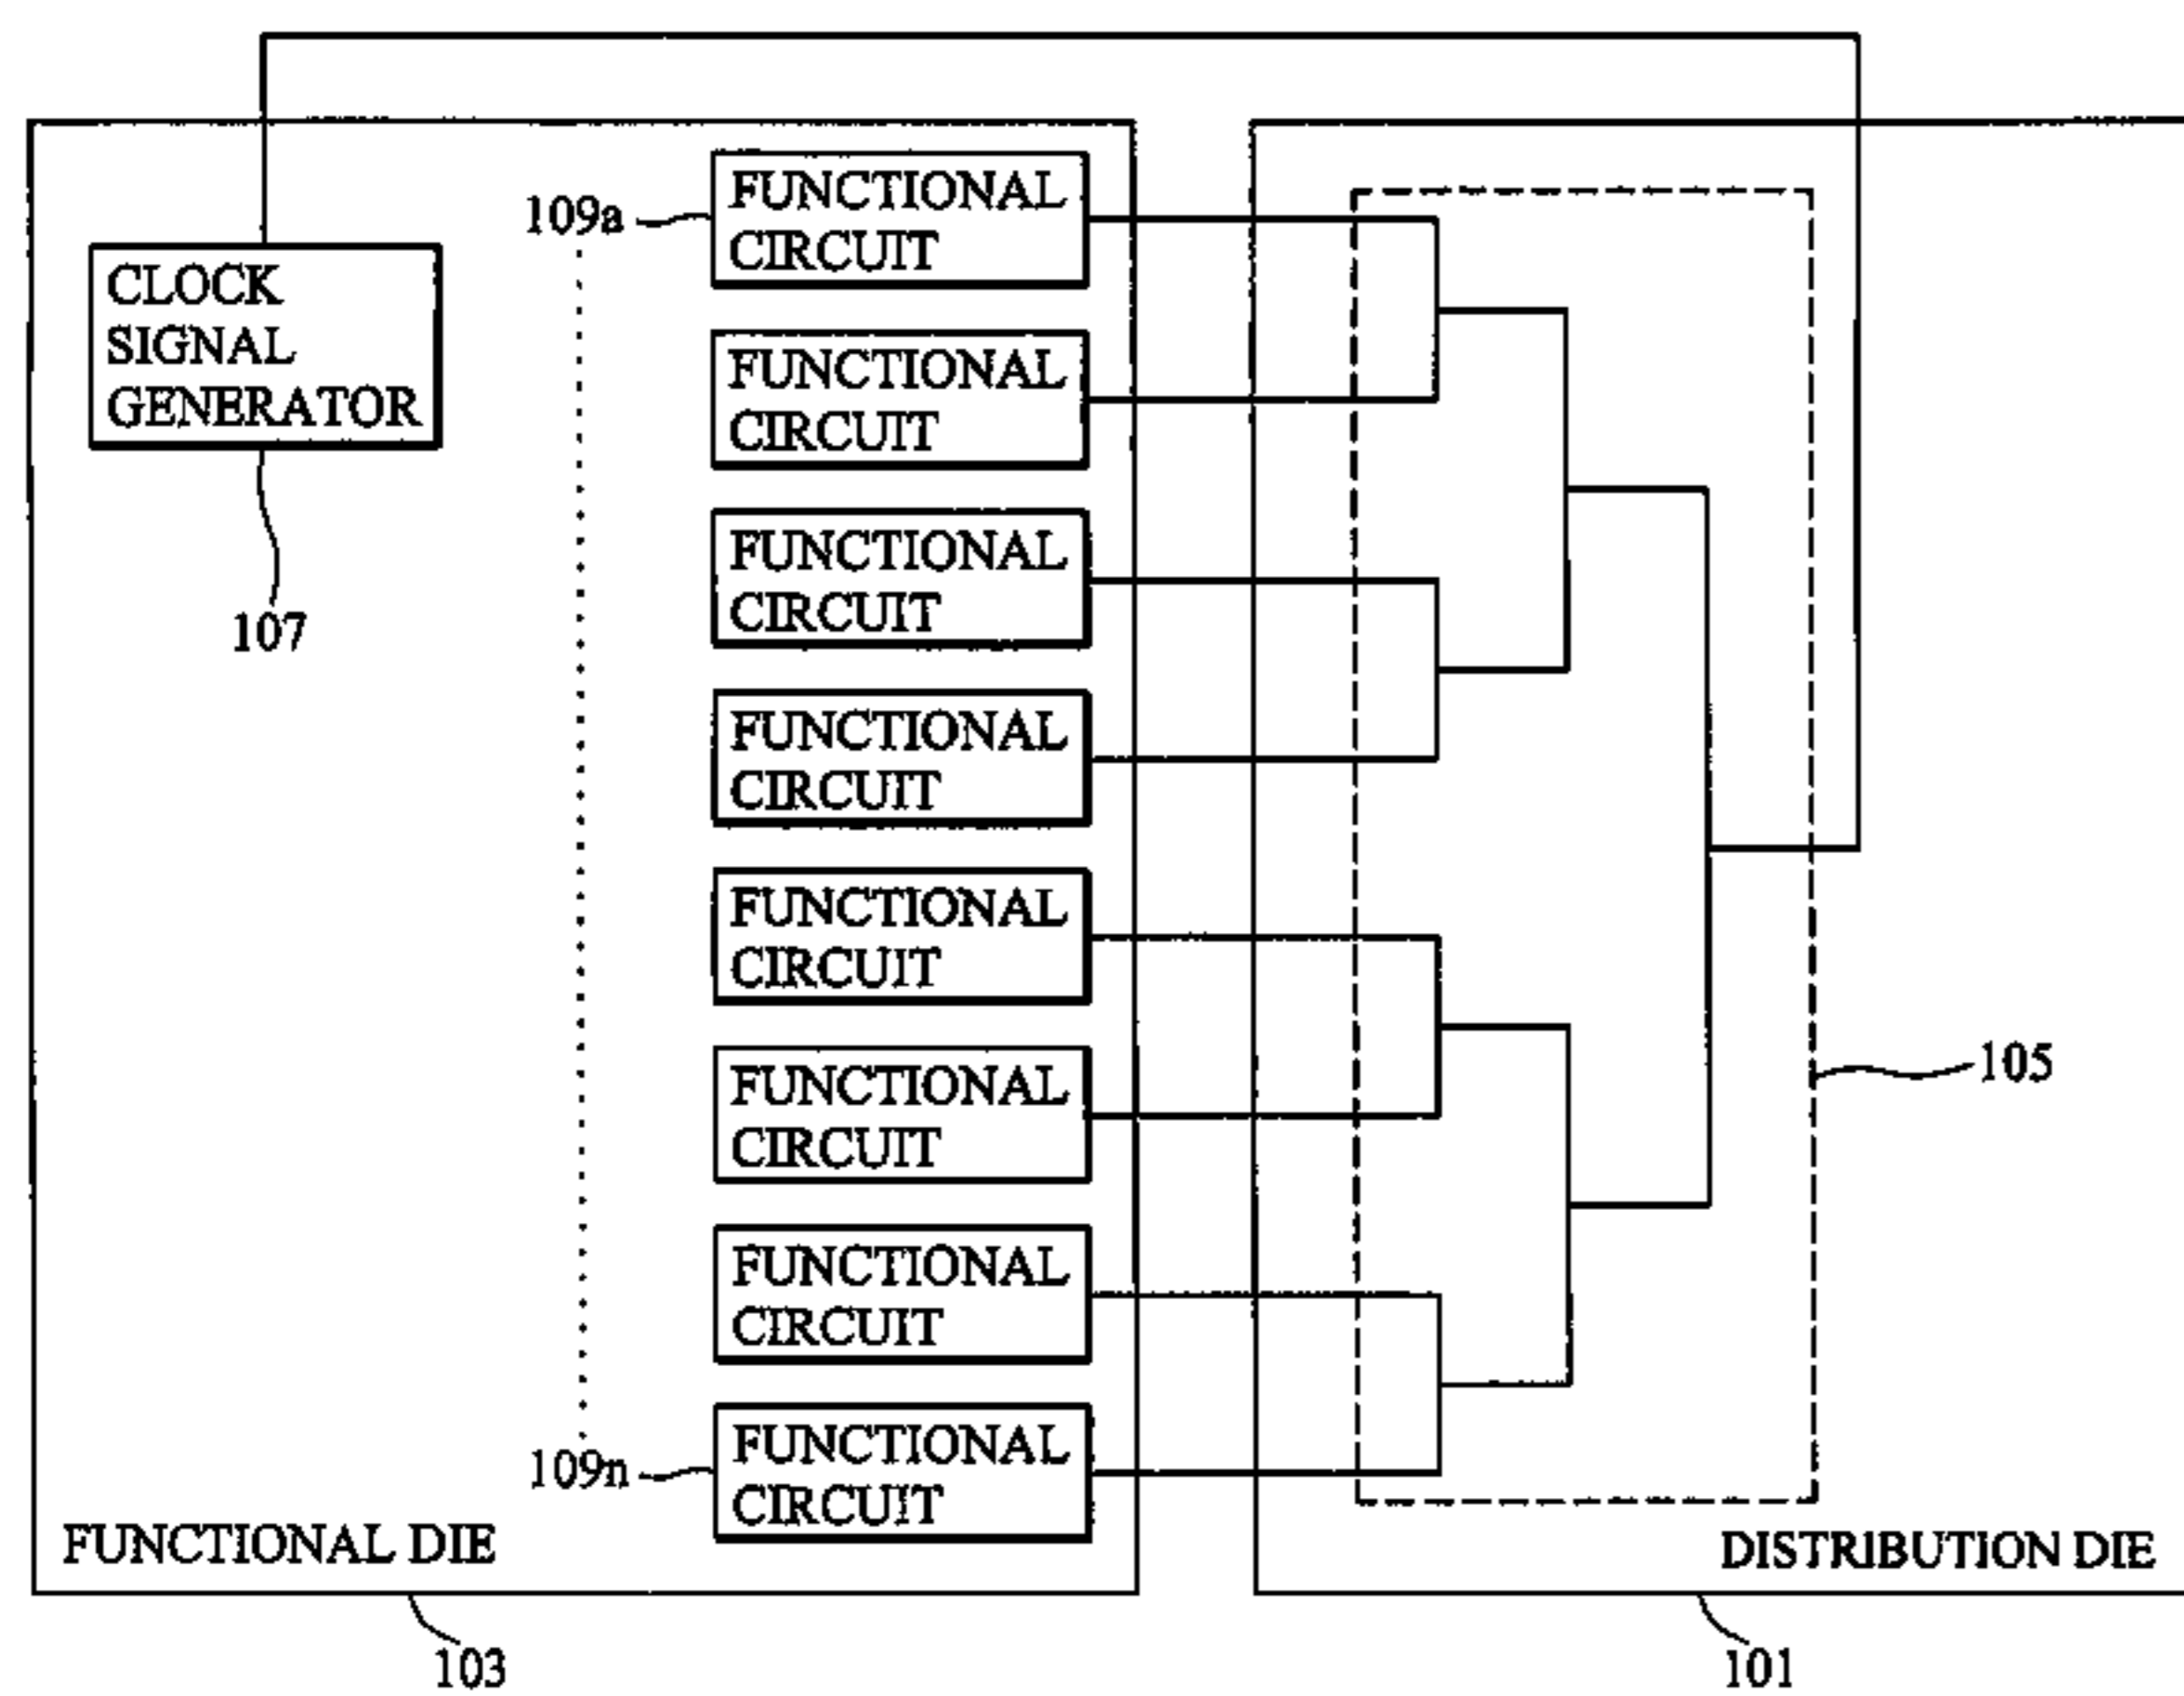 CLOCK
SIGNAL
GENERATOR
107
109a
FUNCTIONAL
CIRCUIT
FUNCTIONAL
CIRCUIT
FUNCTIONAL
CIRCUIT
FUNCTIONAL
CIRCUIT
FUNCTIONAL
CIRCUIT
FUNCTIONAL
CIRCUIT
FUNCTIONAL
CIRCUIT
109n
FUNCTIONAL
CIRCUIT
105
FUNCTIONAL DIE
DISTRIBUTION DIE
103
101